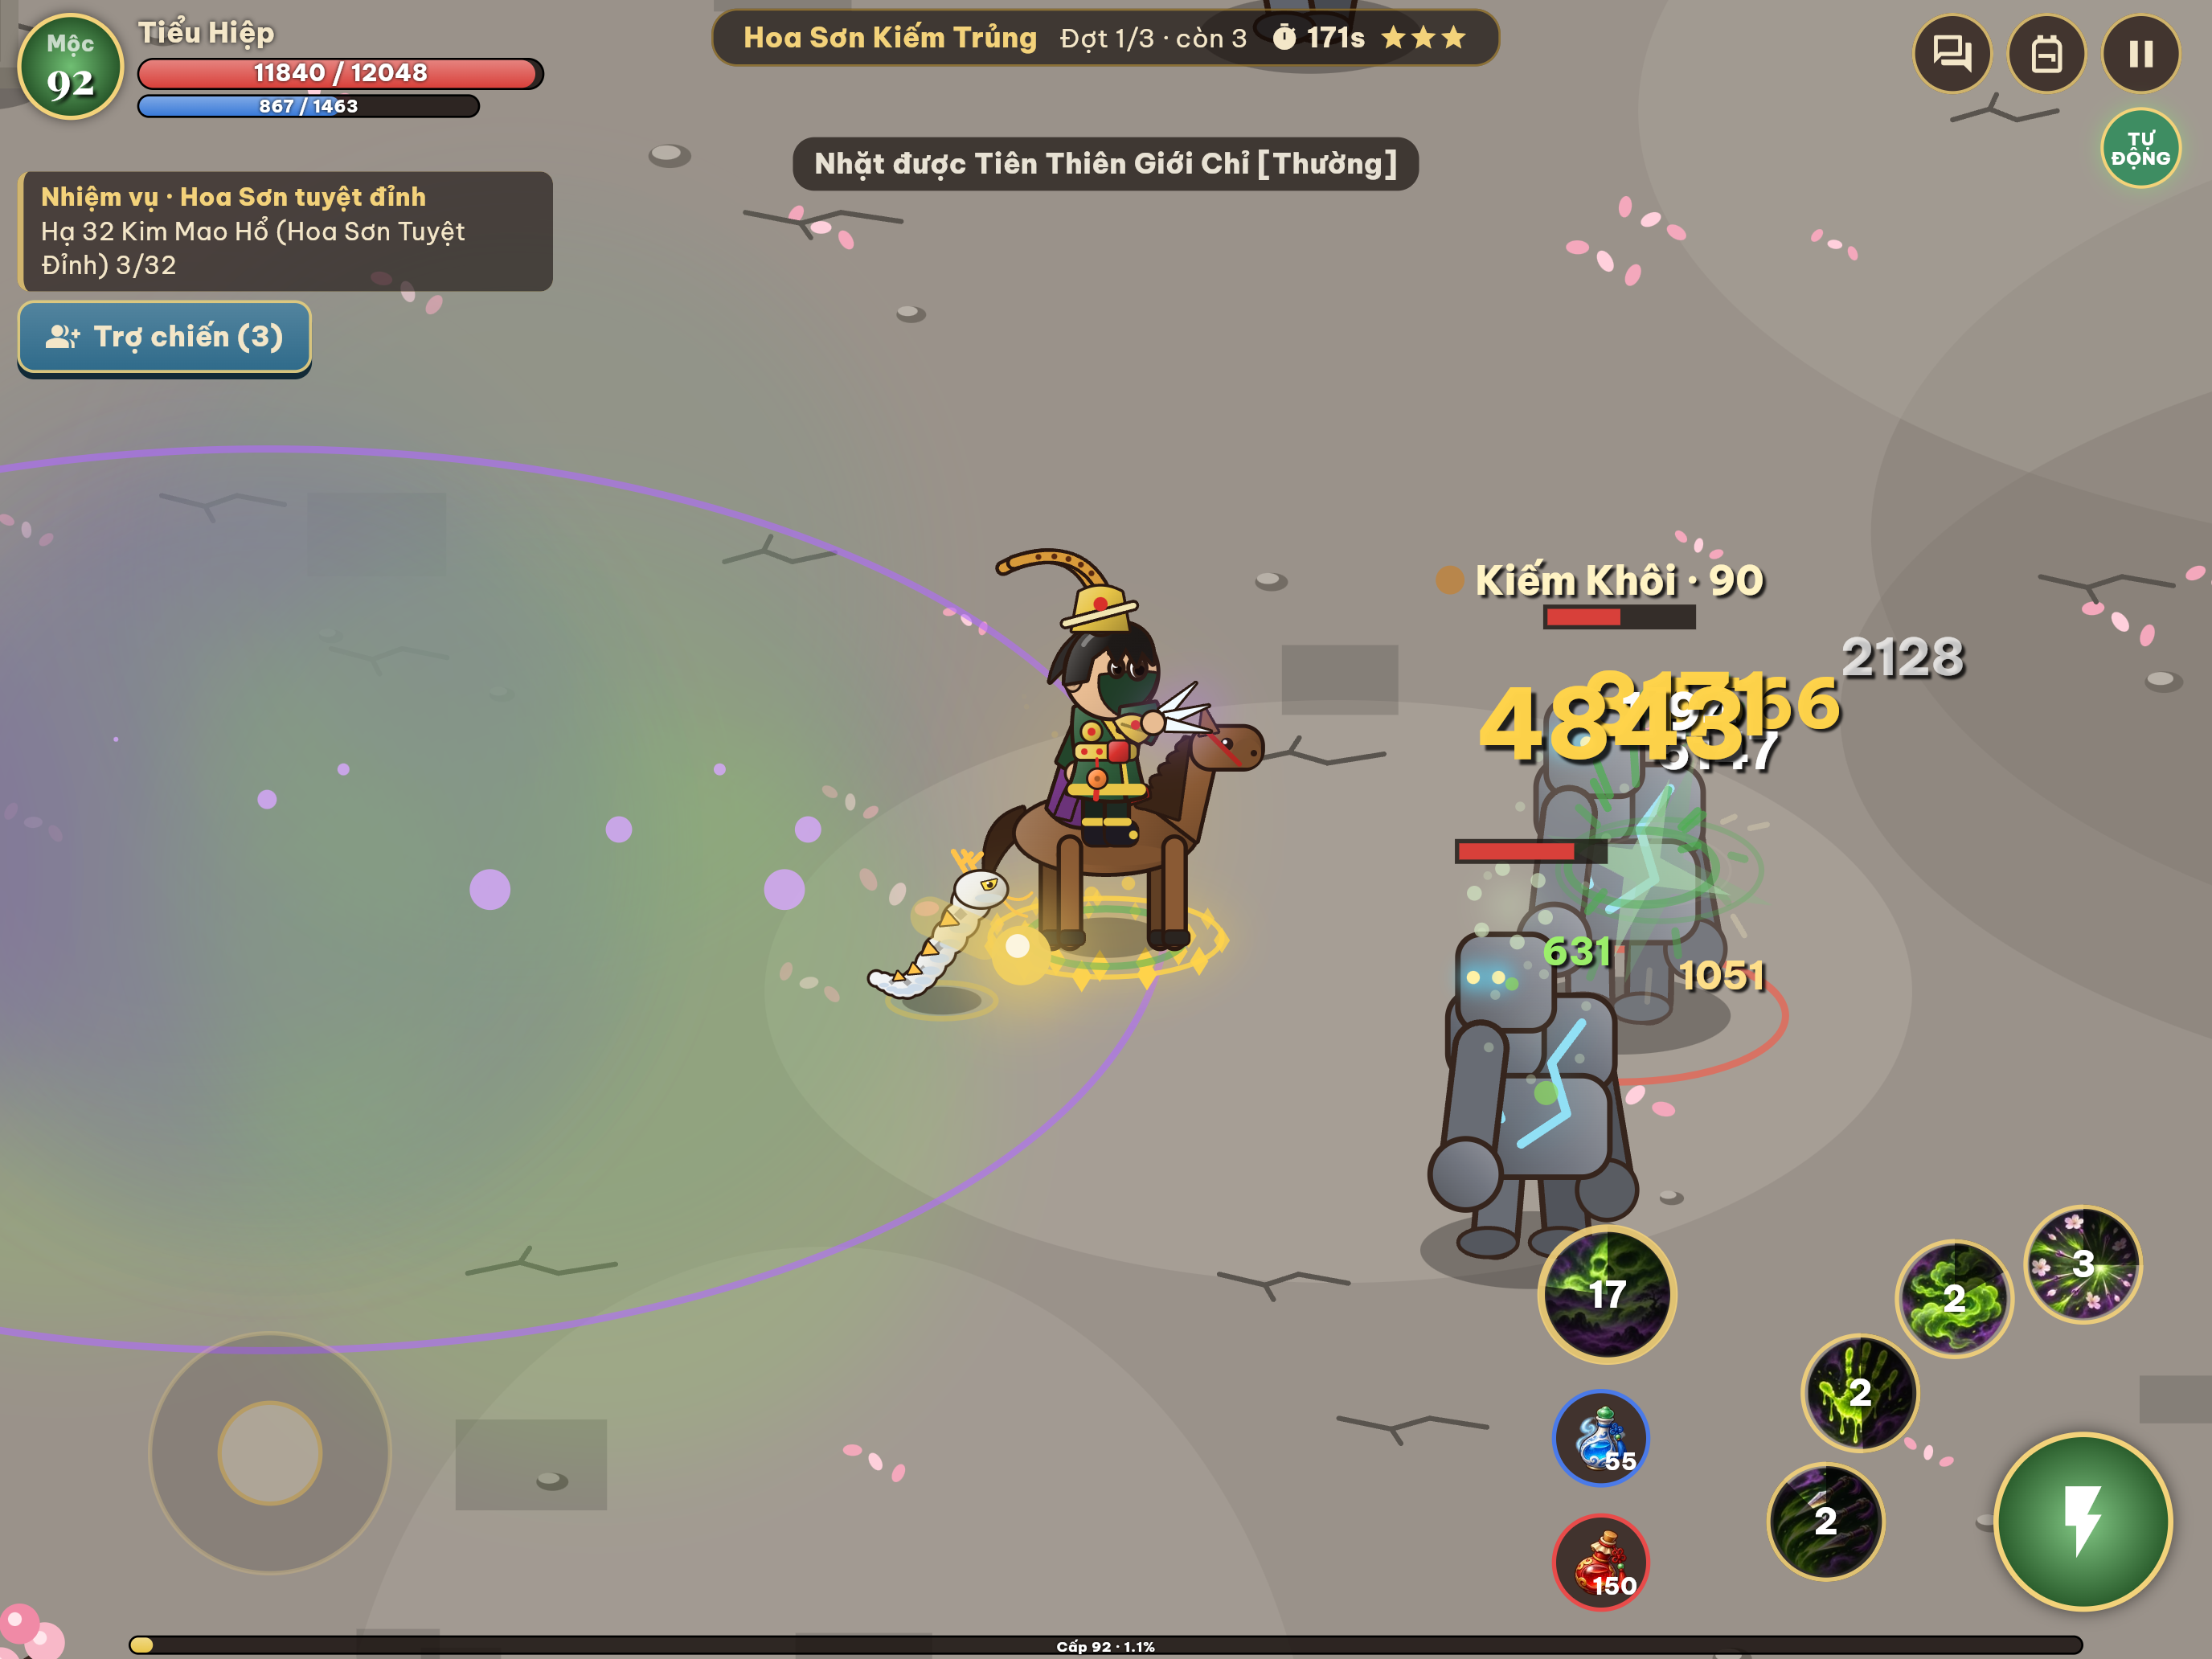 Mộc
92
Tiểu Hiệp
11840 / 12048
867 / 1463
Hoa Sơn Kiếm Trủng Đợt 1/3 · còn 3 171s
TỰ ĐỘNG
Nhặt được Tiên Thiên Giới Chỉ [Thường]
Nhiệm vụ · Hoa Sơn tuyệt đỉnh
Hạ 32 Kim Mao Hổ (Hoa Sơn Tuyệt
Đỉnh) 3/32
Trợ chiến (3)
Kiếm Khôi · 90
2128
4843
631
1051
17
3
2
2
2
55
150
Cấp 92 · 1.1%